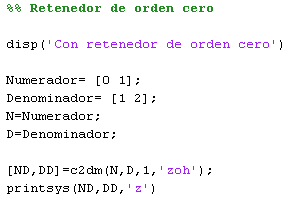 %% Retenedor de orden cero
disp('Con retenedor de orden cero')
Numerador= [0 1];
Denominador= [1 2];
N=Numerador;
D=Denominador;
[ND,DD]=c2dm(N,D,1,'zoh');
printsys(ND,DD,'z')